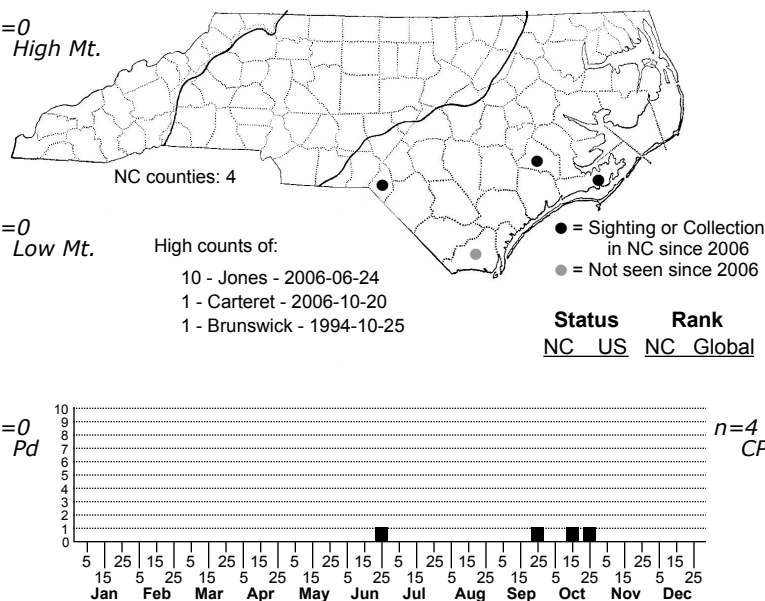 =0
High Mt.
NC counties: 4
=0
Low Mt.
High counts of:
10 - Jones - 2006-06-24
1 - Carteret - 2006-10-20
1 - Brunswick - 1994-10-25
● = Sighting or Collection
in NC since 2006
● = Not seen since 2006
Status Rank
NC US NC Global
=0
Pd
n=4
CP
10
9
8
7
6
5
4
3
2
1
0
5 25 15 5 25 15 5 25 15 5 25 15 5 25 15 5 25 15
15 5 25 15 5 25 15 5 25 15 5 25 15 5 25 15 5 25
Jan Feb Mar Apr May Jun Jul Aug Sep Oct Nov Dec